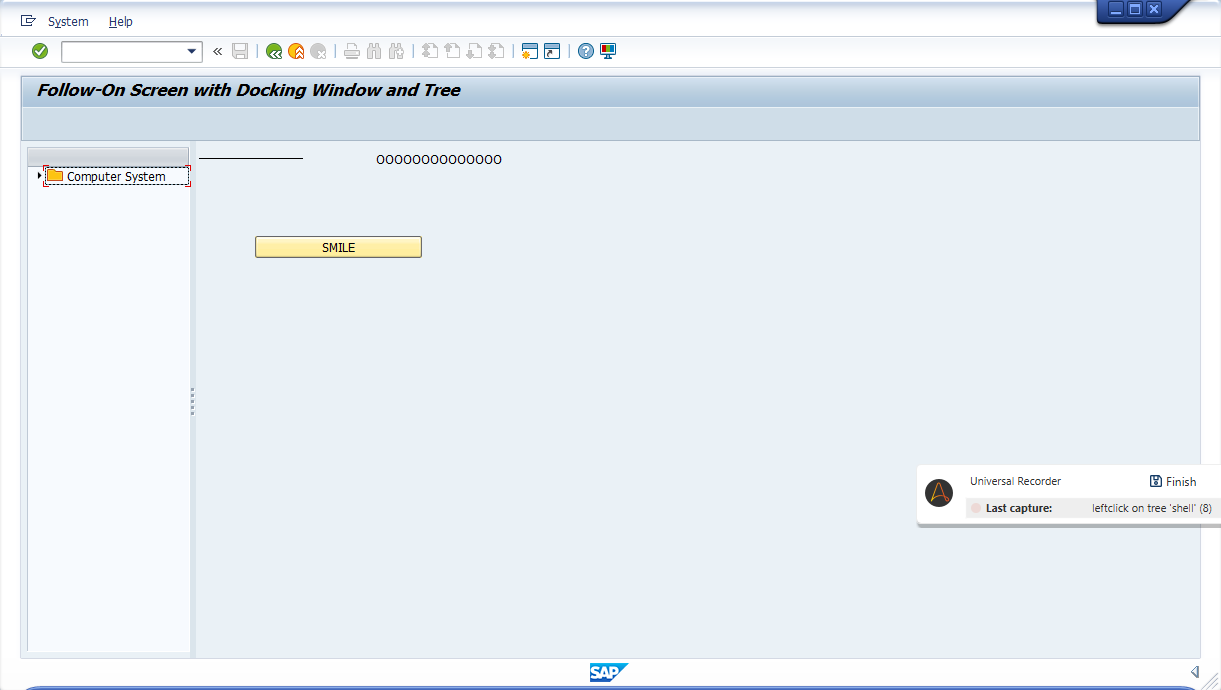 System Help
Follow-On Screen with Docking Window and Tree
OOOOOOOOOOOOOO
Computer System
SMILE
Universal Recorder
Finish
Last capture: leftclick on tree 'shell' (8)
SAP